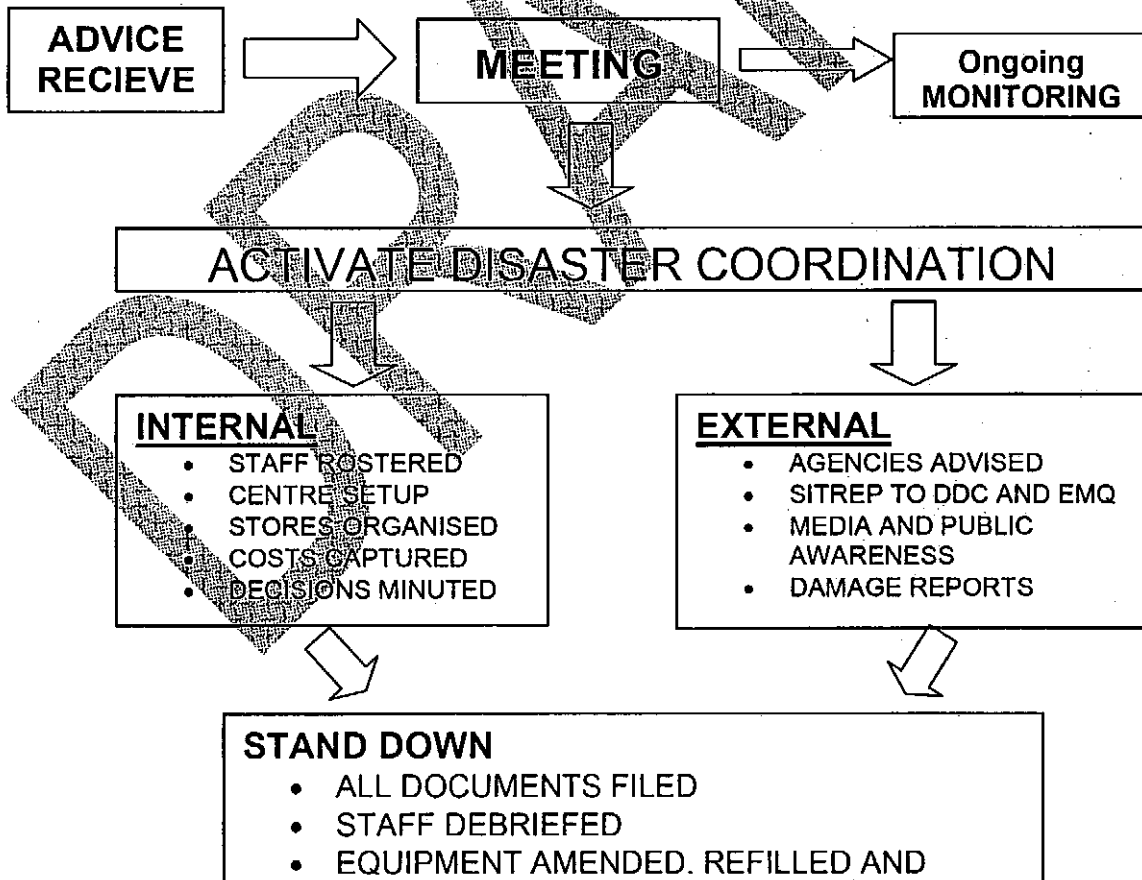 ADVICE
RECIEVE
MEETING
Ongoing
MONITORING
ACTIVATE DISASTER COORDINATION
INTERNAL
• STAFF ROSTERED
• CENTRE SETUP
• STORES ORGANISED
• COSTS CAPTURED
• DECISIONS MINUTED
EXTERNAL
• AGENCIES ADVISED
• SITREP TO DDC AND EMQ
• MEDIA AND PUBLIC
AWARENESS
• DAMAGE REPORTS
STAND DOWN
• ALL DOCUMENTS FILED
• STAFF DEBRIEFED
• EQUIPMENT AMENDED. REFILLED AND